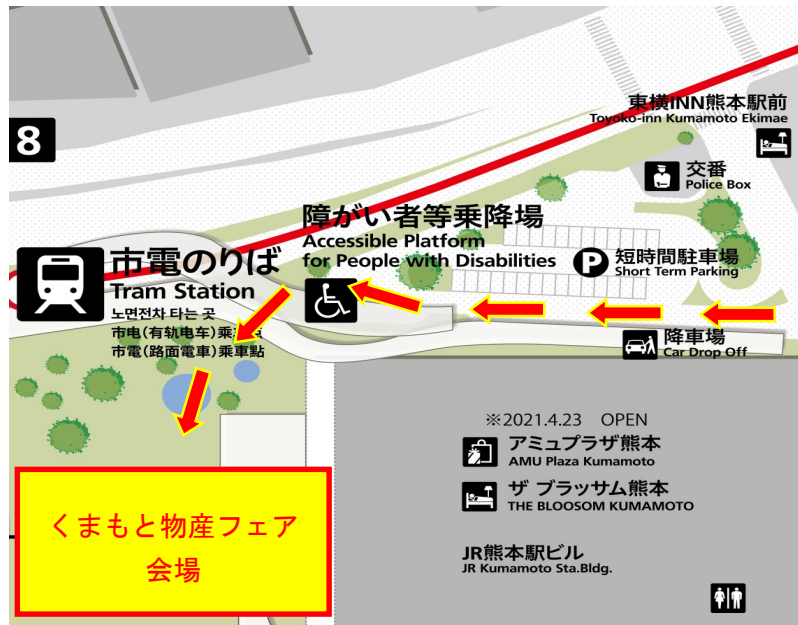 東横INN熊本駅前
Toyoko-inn Kumamoto Ekimae
8
交番
Police Box
障がい者等乗降場
Accessible Platform
for People with Disabilities
市電のりば
Tram Station
노면전차 타는 곳
市电(有轨电车)乘
市電(路面電車)乘車點
P
短時間駐車場
Short Term Parking
降車場
Car Drop Off
※2021.4.23 OPEN
アミュプラザ熊本
AMU Plaza Kumamoto
ザ ブラッサム熊本
THE BLOOSOM KUMAMOTO
JR熊本駅ビル
JR Kumamoto Sta.Bldg.
くまもと物産フェア
会場